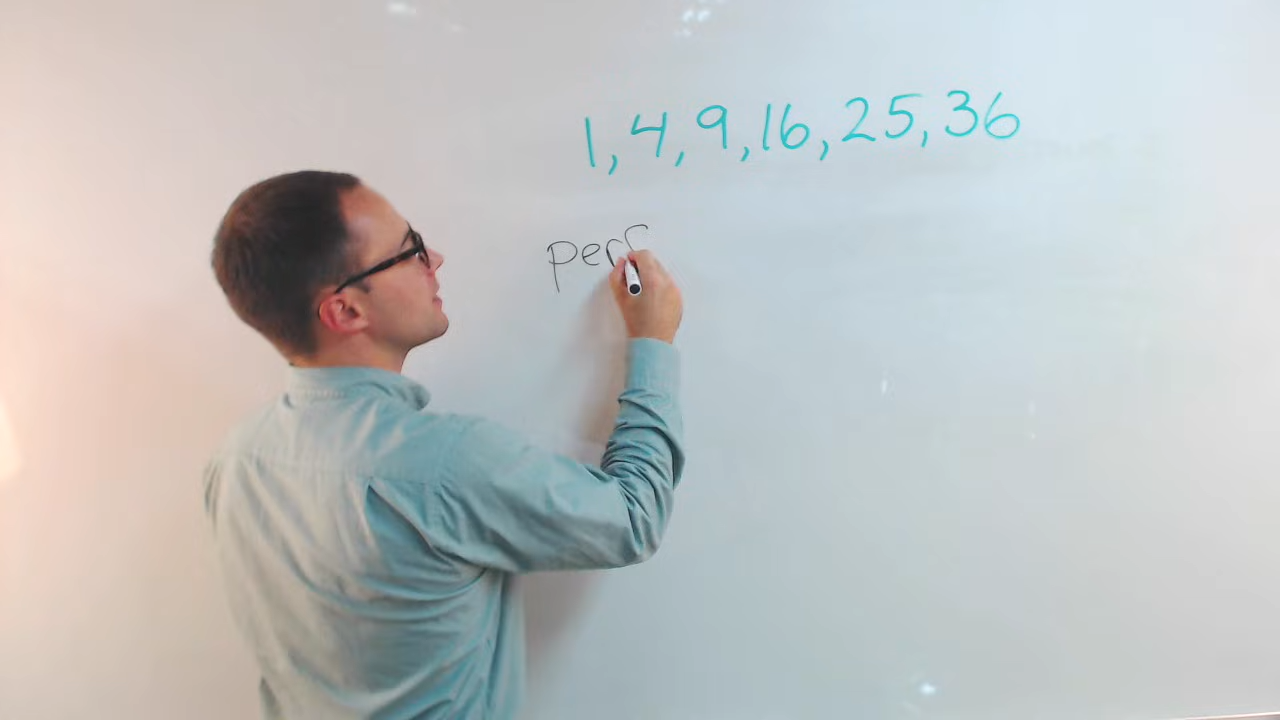 1, 4, 9, 16, 25, 36
perf